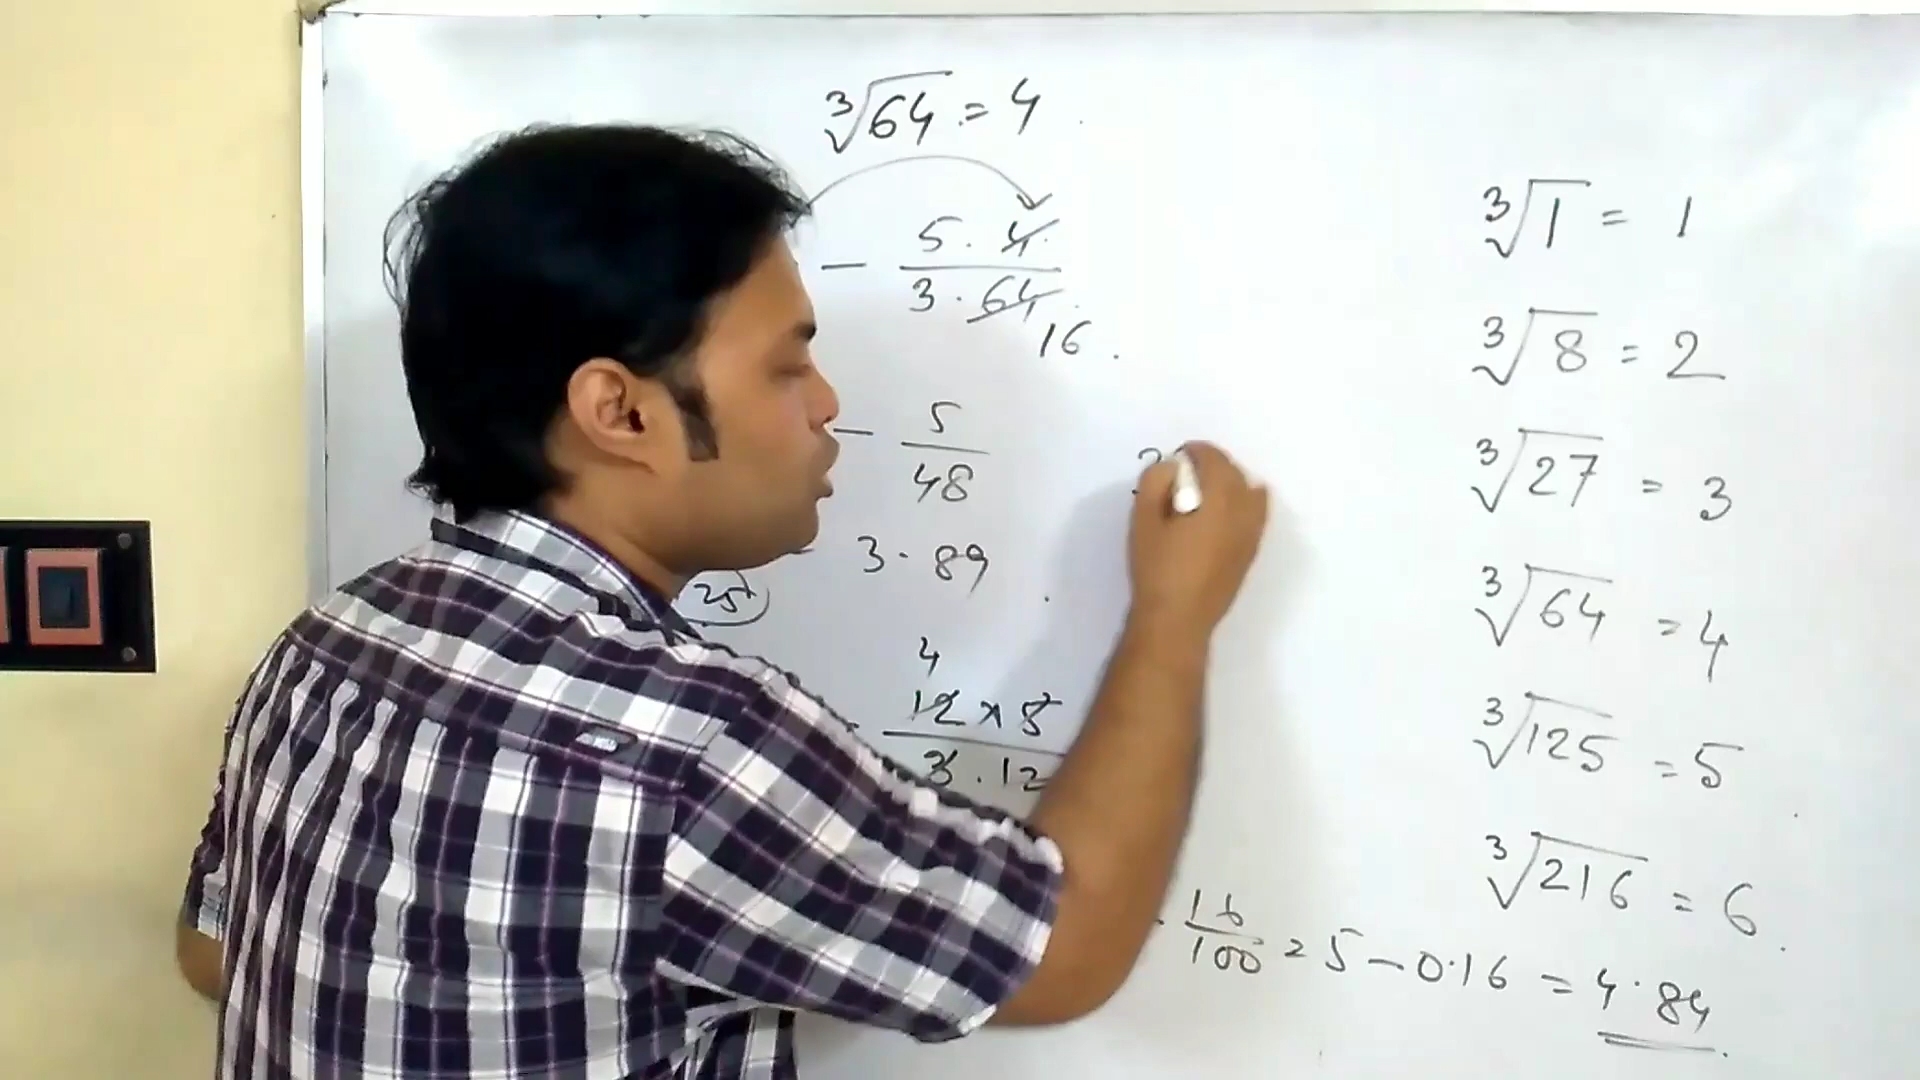 ∛64 = 4
- 5 . 4 / 3 . 64
16
- 5 / 48
3 . 89
25
4
12 x 5 / 3 . 12
16 / 100 = 5 - 0.16 = 4.84
∛1 = 1
∛8 = 2
∛27 = 3
∛64 = 4
∛125 = 5
∛216 = 6